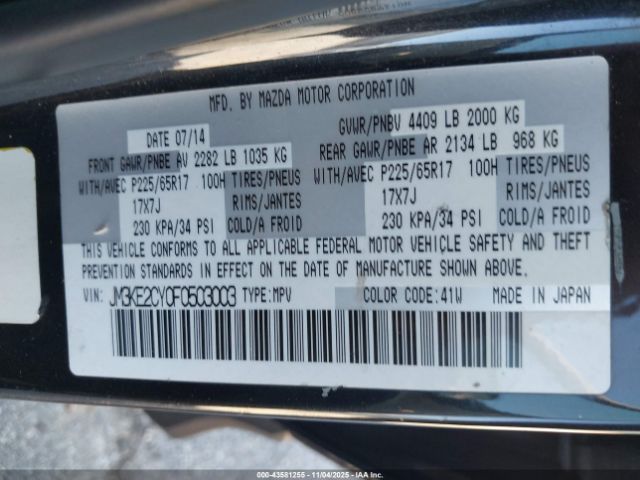 MFD. BY MAZDA MOTOR CORPORATION
DATE 07/14 GVWR/PNBV 4409 LB 2000 KG
FRONT GAWR/PNBE AV 2282 LB 1035 KG REAR GAWR/PNBE AR 2134 LB 968 KG
WITH/AVEC P225/65R17 100H TIRES/PNEUS WITH/AVEC P225/65R17 100H TIRES/PNEUS
17X7J RIMS/JANTES 17X7J RIMS/JANTES
230 KPA/34 PSI COLD/A FROID 230 KPA/34 PSI COLD/A FROID
THIS VEHICLE CONFORMS TO ALL APPLICABLE FEDERAL MOTOR VEHICLE SAFETY AND THEFT
PREVENTION STANDARDS IN EFFECT ON THE DATE OF MANUFACTURE SHOWN ABOVE.
VIN: JM3KE2CY0F0503003 TYPE:MPV COLOR CODE:41W MADE IN JAPAN
000-43581255 - 11/04/2025 - IAAI.com